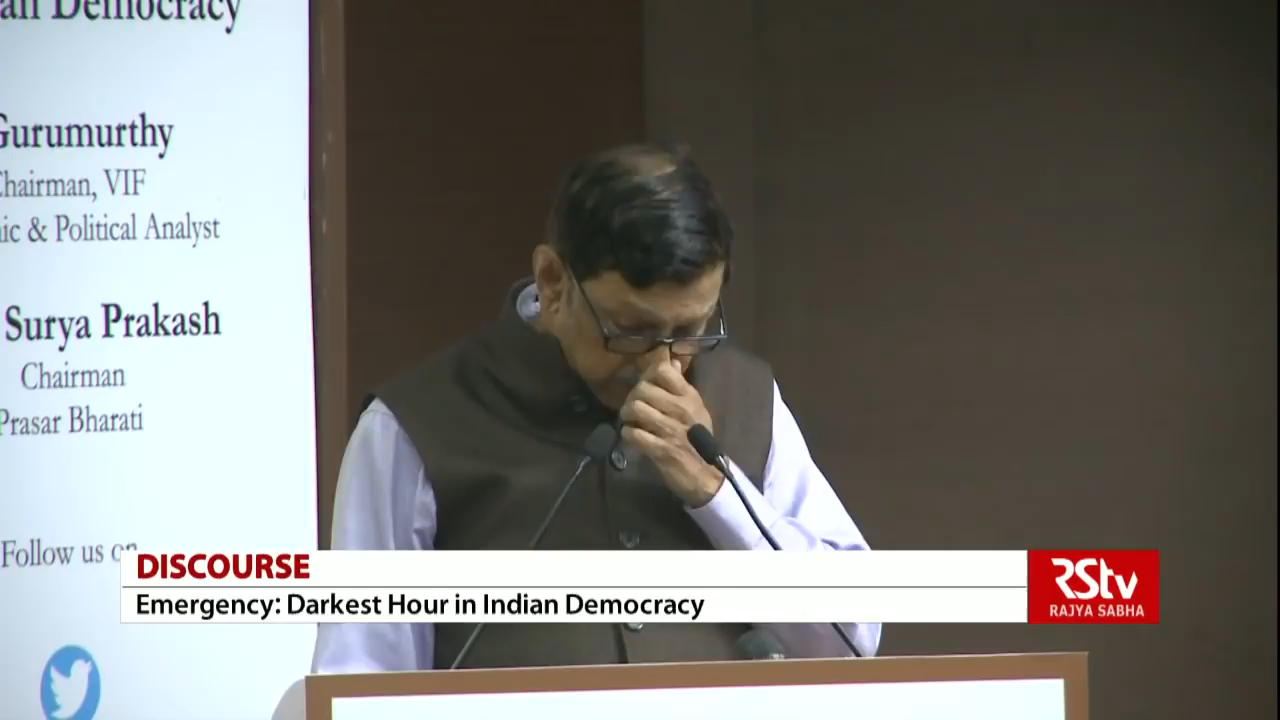 an Democracy
Gurumurthy
Chairman, VIF
ic & Political Analyst
Surya Prakash
Chairman
Prasar Bharati
Follow us on
DISCOURSE
Emergency: Darkest Hour in Indian Democracy
RStv
RAJYA SABHA